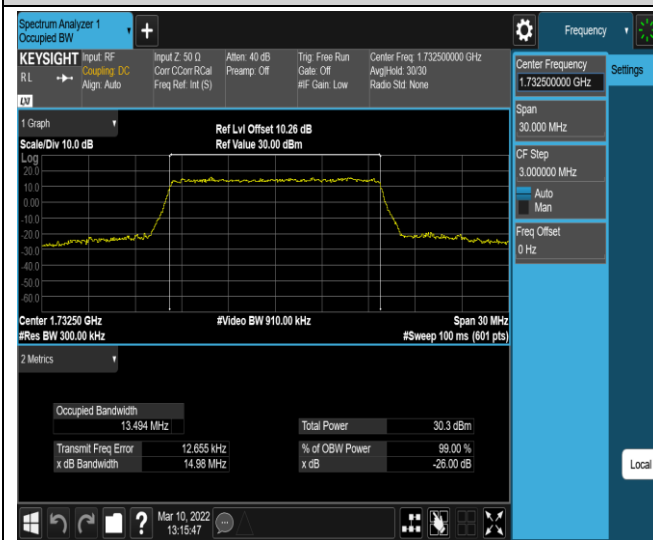 Spectrum Analyzer 1
Occupied BW
+
Frequency
KEYSIGHT
RL
LXI
Input: RF
Coupling: DC
Align: Auto
Input Z: 50 Ω
Corr CCorr RCal
Freq Ref: Int (S)
Atten: 40 dB
Preamp: Off
Trig: Free Run
Gate: Off
#IF Gain: Low
Center Freq: 1.732500000 GHz
Avg|Hold: 30/30
Radio Std: None
Center Frequency
1.732500000 GHz
Settings
Span
30.000 MHz
CF Step
3.000000 MHz
Auto
Man
Freq Offset
0 Hz
1 Graph
Scale/Div 10.0 dB
Ref Lvl Offset 10.26 dB
Ref Value 30.00 dBm
Log
20.0
10.0
0.00
-10.0
-20.0
-30.0
-50.0
-60.0
Center 1.73250 GHz
#Res BW 300.00 kHz
#Video BW 910.00 kHz
Span 30 MHz
#Sweep 100 ms (601 pts)
2 Metrics
Occupied Bandwidth
13.494 MHz
Total Power 30.3 dBm
Transmit Freq Error 12.655 kHz
% of OBW Power 99.00 %
x dB Bandwidth 14.98 MHz
x dB -26.00 dB
Local
?
Mar 10, 2022
13:15:47